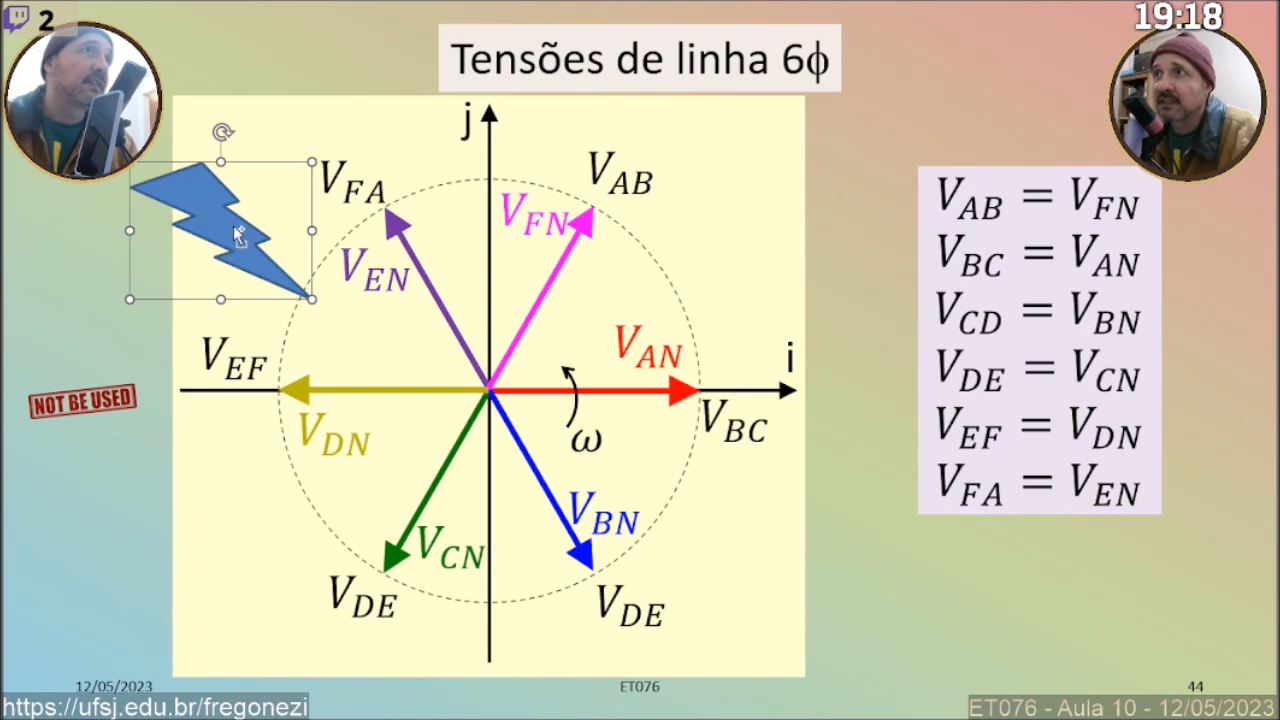 2
19:18
Tensões de linha 6ϕ
j
V_AB
V_FA
V_FN
V_EN
V_EF
V_AN
i
V_DN
ω
V_BC
V_BN
V_CN
V_DE
V_DE
V_AB = V_FN
V_BC = V_AN
V_CD = V_BN
V_DE = V_CN
V_EF = V_DN
V_FA = V_EN
NOT BE USED
12/05/2023
ET076
44
https://ufsj.edu.br/fregonezi
ET076 - Aula 10 - 12/05/2023